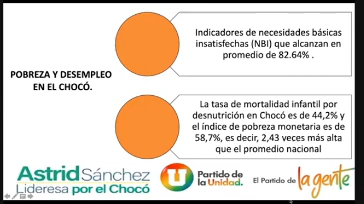 Indicadores de necesidades básicas
insatisfechas (NBI) que alcanzan en
promedio de 82.64% .
POBREZA Y DESEMPLEO
EN EL CHOCÓ.
La tasa de mortalidad infantil por
desnutrición en Chocó es de 44,2% y
el índice de pobreza monetaria es de
58,7%, es decir, 2,43 veces más alta
que el promedio nacional
Astrid Sánchez
Lideresa por el Chocó
Partido de
la Unidad.
El Partido de la gente